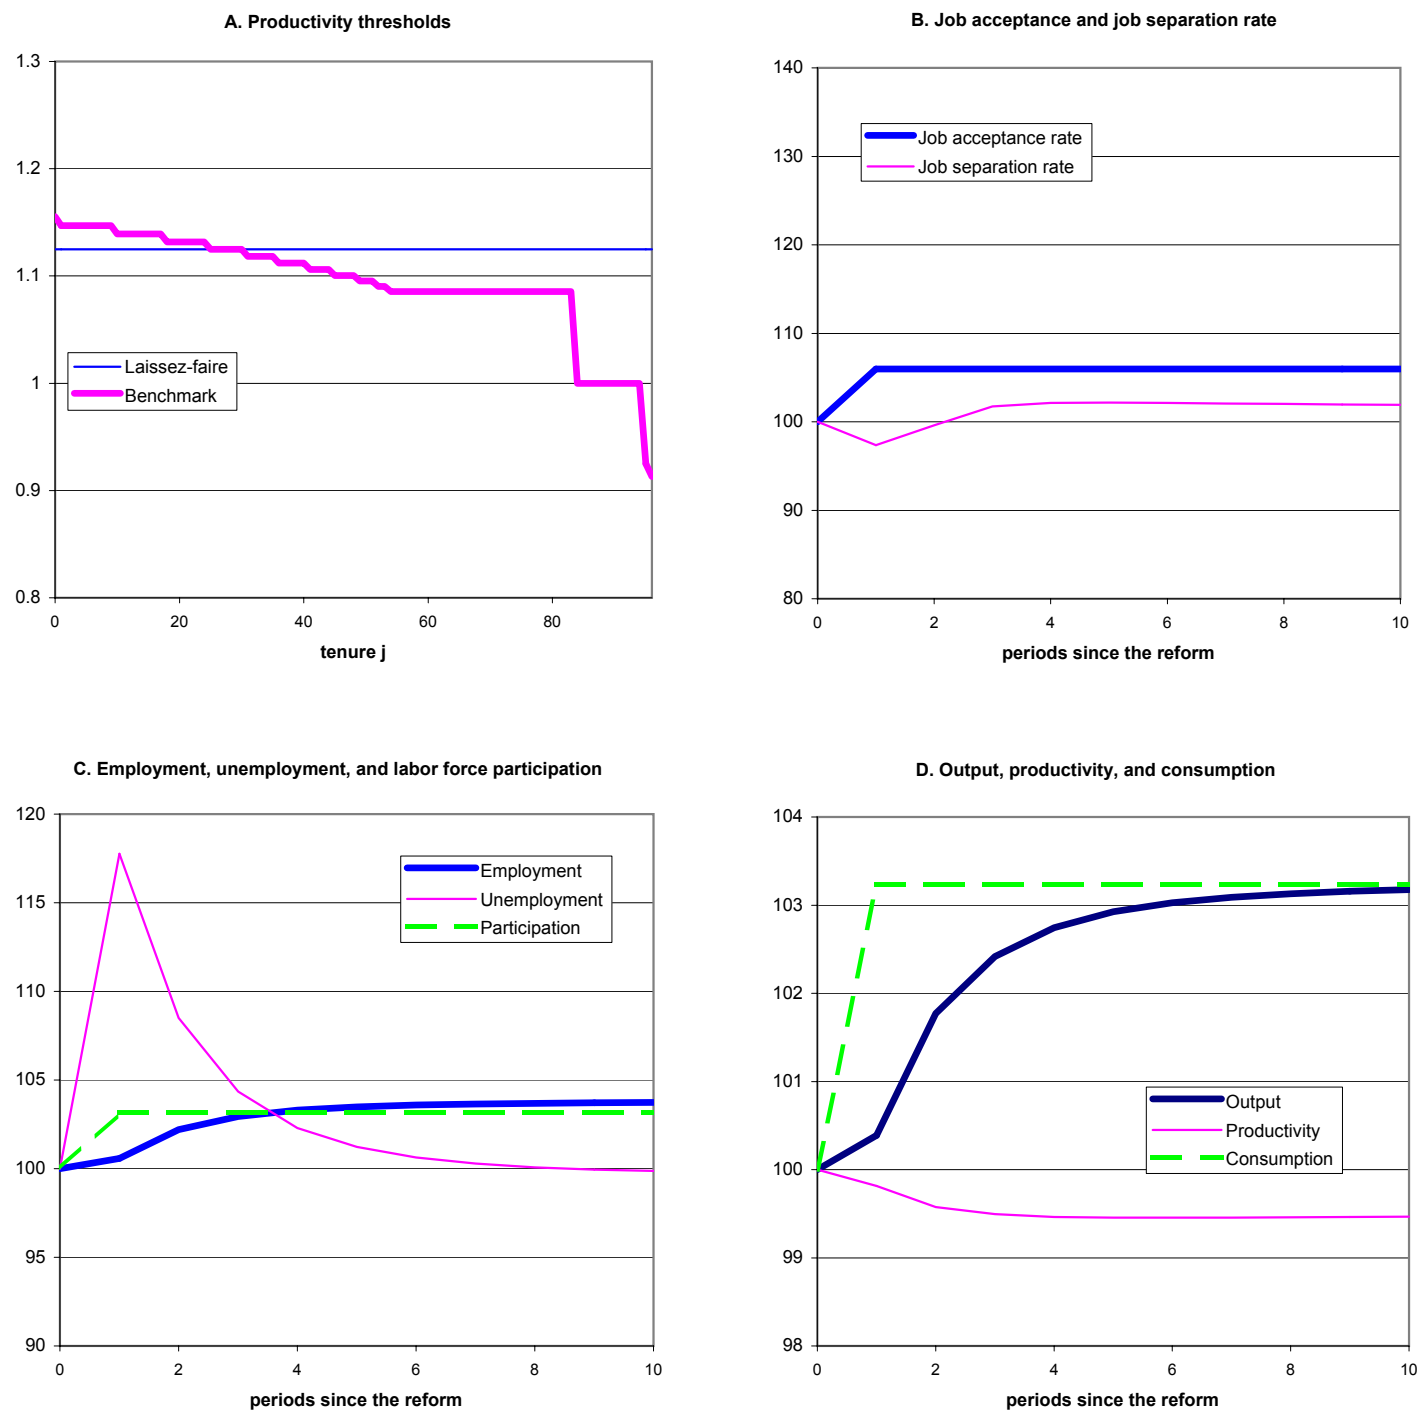 A. Productivity thresholds
1.3
1.2
1.1
1
0.9
0.8
Laissez-faire
Benchmark
0 20 40 60 80
tenure j
B. Job acceptance and job separation rate
140
130
120
110
100
90
80
Job acceptance rate
Job separation rate
0 2 4 6 8 10
periods since the reform
C. Employment, unemployment, and labor force participation
120
115
110
105
100
95
90
Employment
Unemployment
Participation
0 2 4 6 8 10
periods since the reform
D. Output, productivity, and consumption
104
103
102
101
100
99
98
Output
Productivity
Consumption
0 2 4 6 8 10
periods since the reform